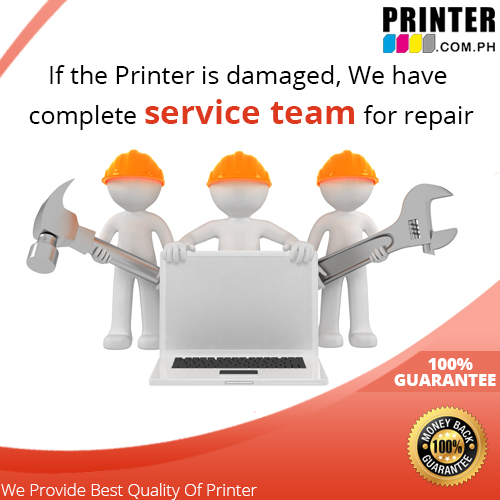 PRINTER
.COM.PH
If the Printer is damaged, We have
complete service team for repair
100%
GUARANTEE
MONEY BACK
100%
GUARANTEE
We Provide Best Quality Of Printer